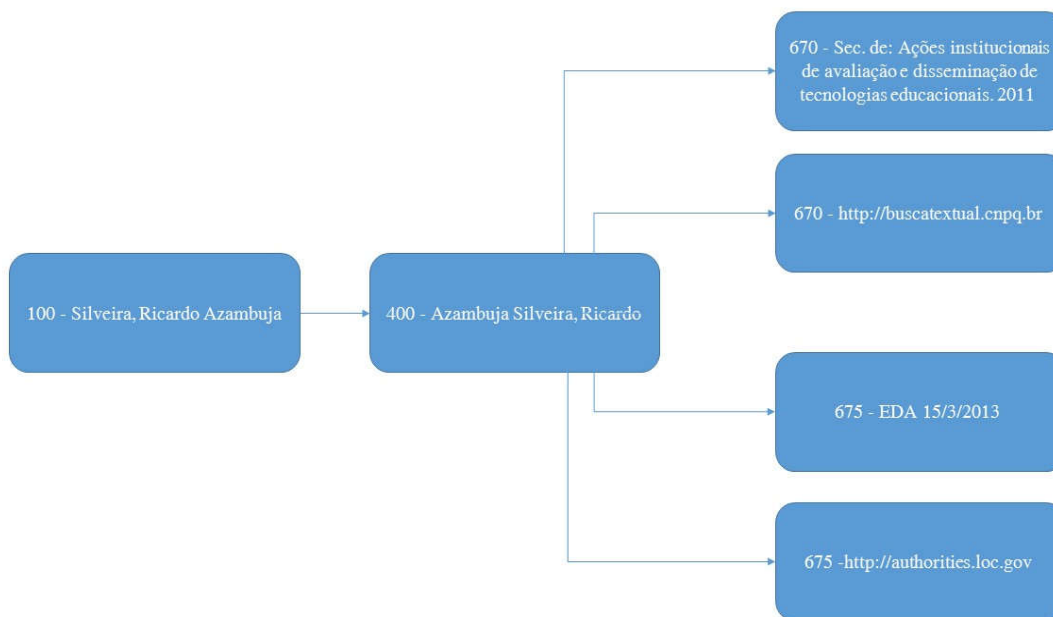 670 - Sec. de: Ações institucionais
de avaliação e disseminação de
tecnologias educacionais. 2011
670 - http://buscatextual.cnpq.br
100 - Silveira, Ricardo Azambuja
400 - Azambuja Silveira, Ricardo
675 - EDA 15/3/2013
675 -http://authorities.loc.gov